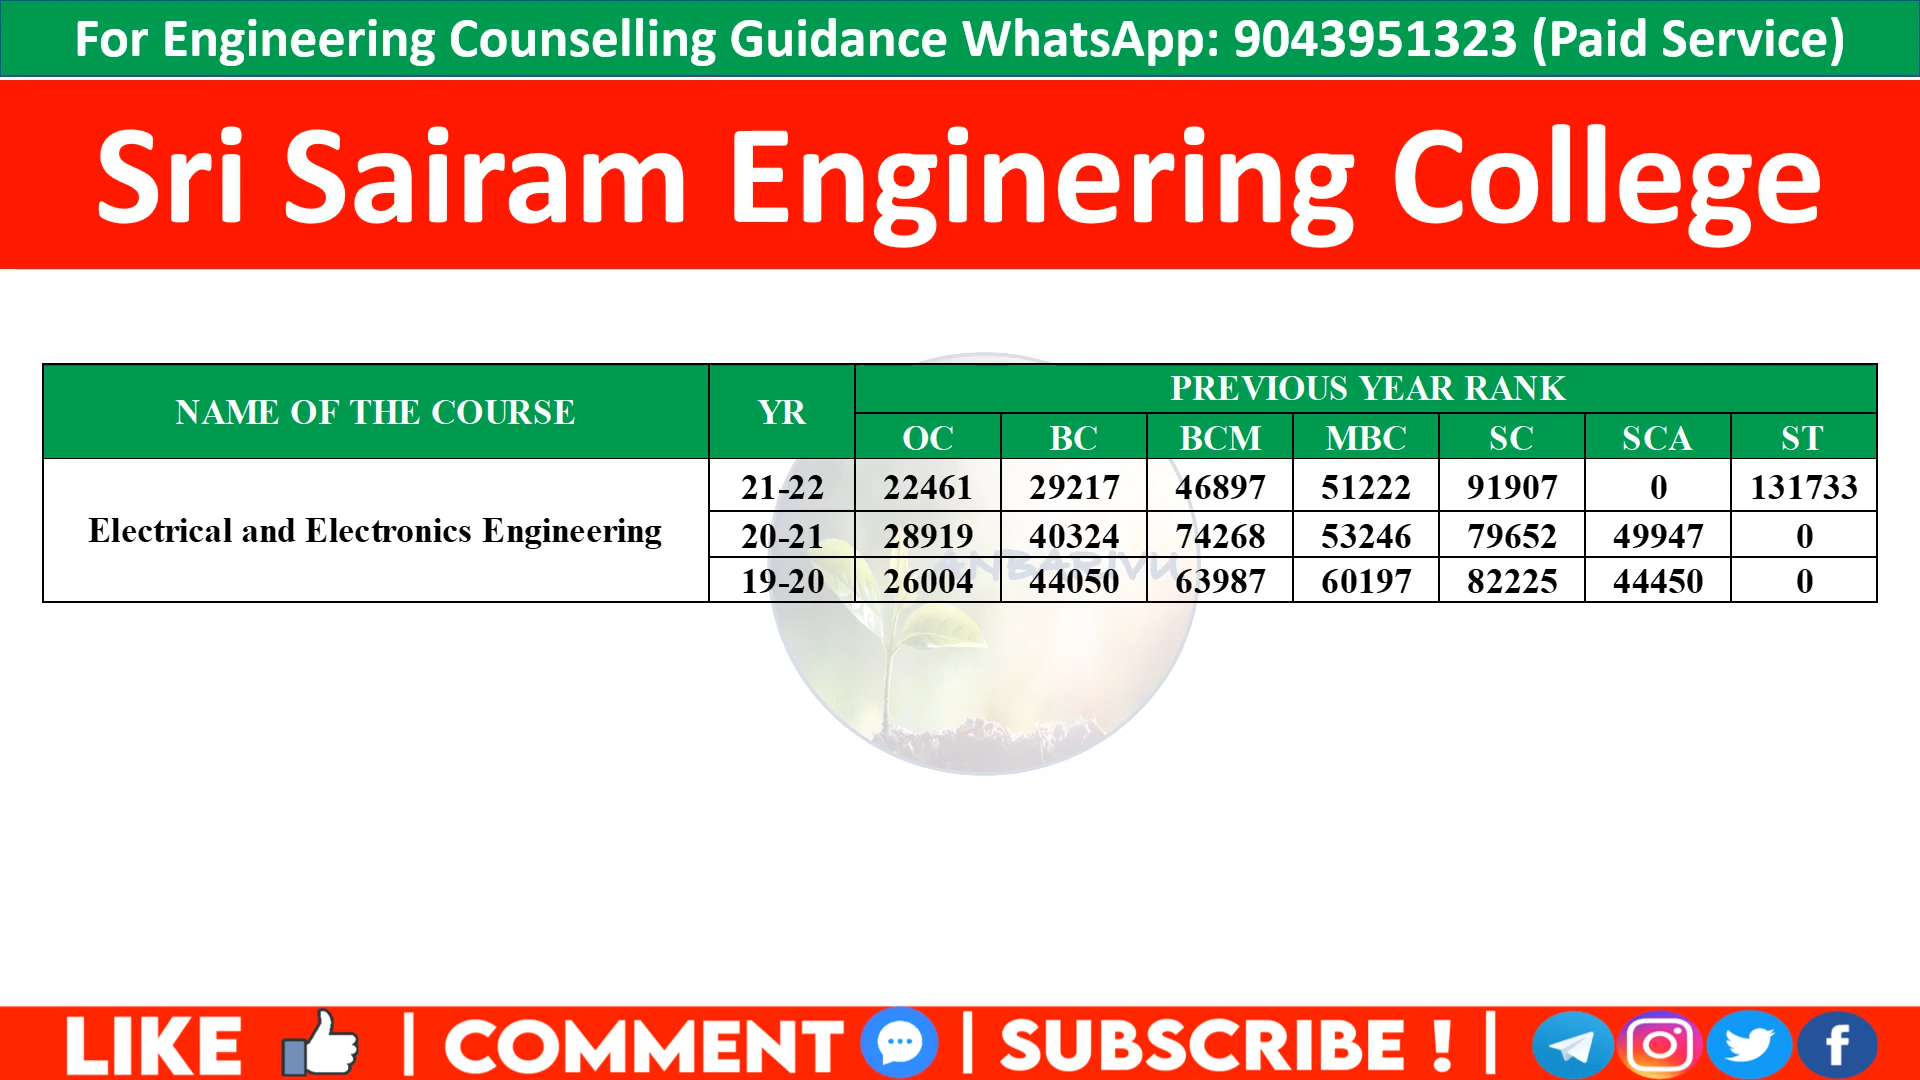 For Engineering Counselling Guidance WhatsApp: 9043951323 (Paid Service)
Sri Sairam Enginering College
NAME OF THE COURSE YR PREVIOUS YEAR RANK
OC BC BCM MBC SC SCA ST
Electrical and Electronics Engineering
21-22 22461 29217 46897 51222 91907 0 131733
20-21 28919 40324 74268 53246 79652 49947 0
19-20 26004 44050 63987 60197 82225 44450 0
ANBARIVU
LIKE | COMMENT | SUBSCRIBE ! |